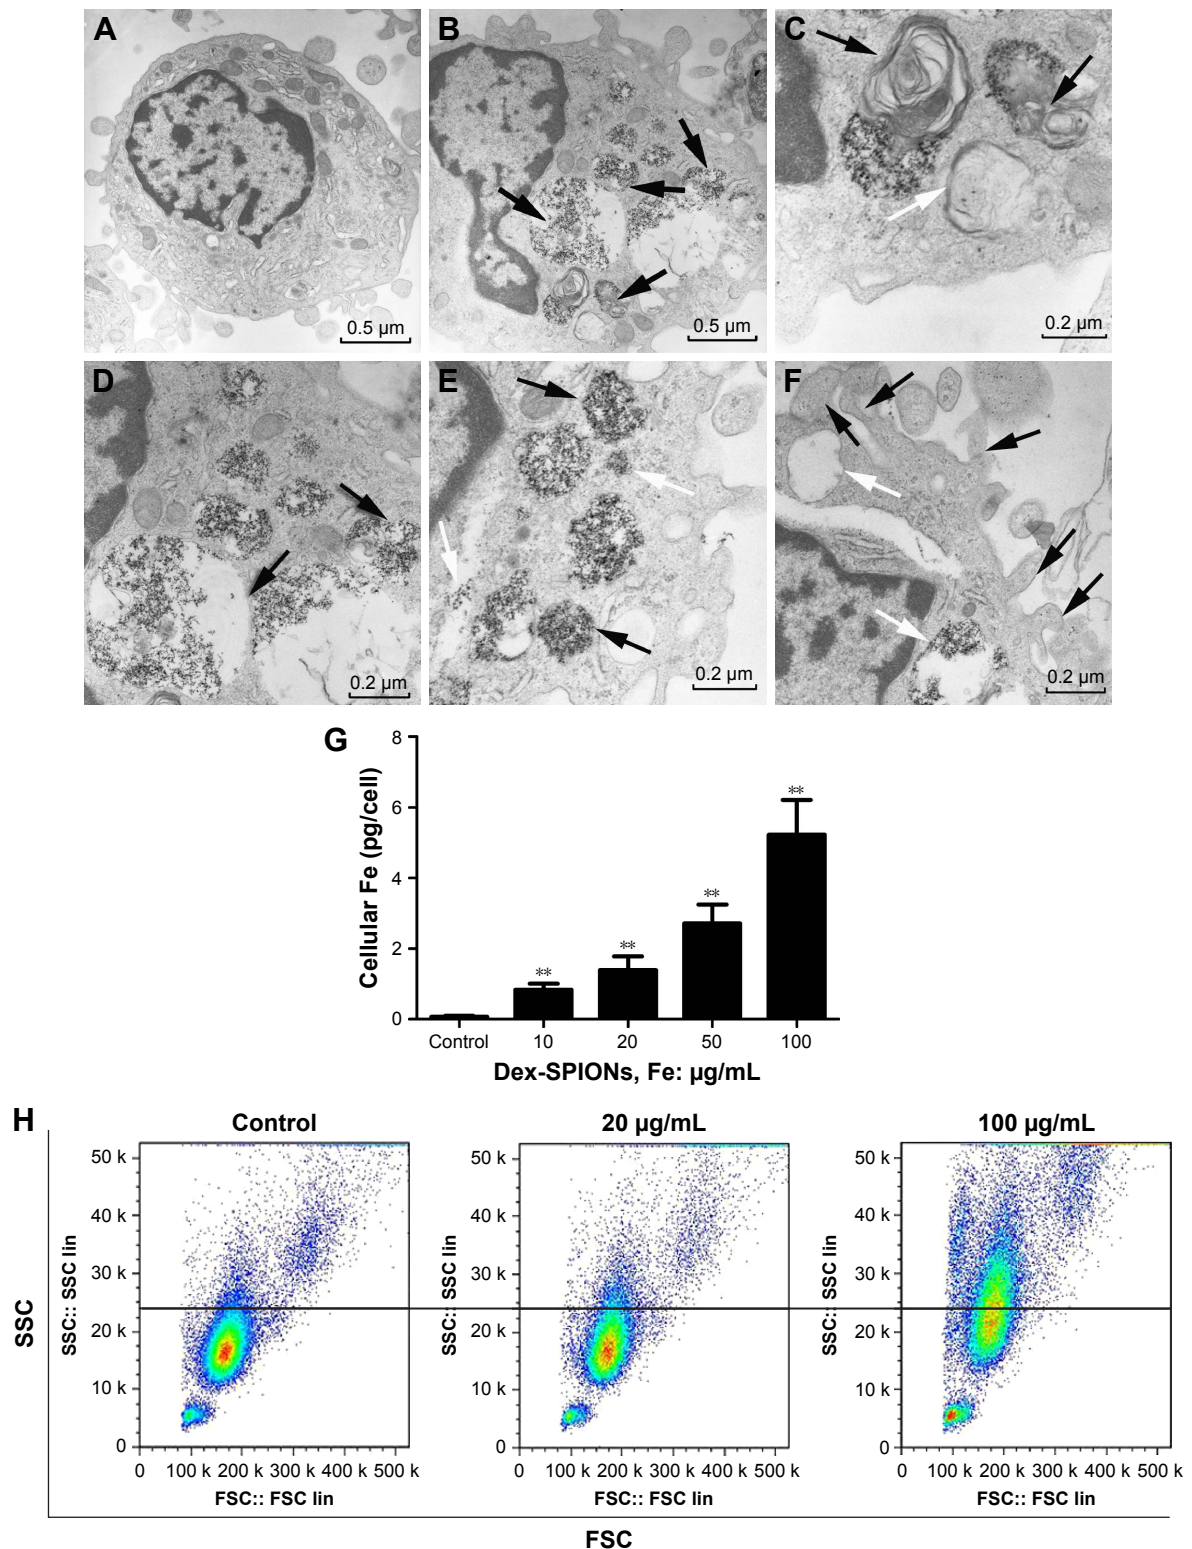 A
B
C
0.5 µm
0.5 µm
0.2 µm
D
E
F
0.2 µm
0.2 µm
0.2 µm
G
8
6
4
2
0
Cellular Fe (pg/cell)
**
**
**
**
Control 10 20 50 100
Dex-SPIONs, Fe: µg/mL
H
Control
20 µg/mL
100 µg/mL
SSC
SSC:: SSC lin
50 k
40 k
30 k
20 k
10 k
0
0 100 k 200 k 300 k 400 k 500 k
FSC:: FSC lin
SSC:: SSC lin
50 k
40 k
30 k
20 k
10 k
0
0 100 k 200 k 300 k 400 k 500 k
FSC:: FSC lin
SSC:: SSC lin
50 k
40 k
30 k
20 k
10 k
0
0 100 k 200 k 300 k 400 k 500 k
FSC:: FSC lin
FSC